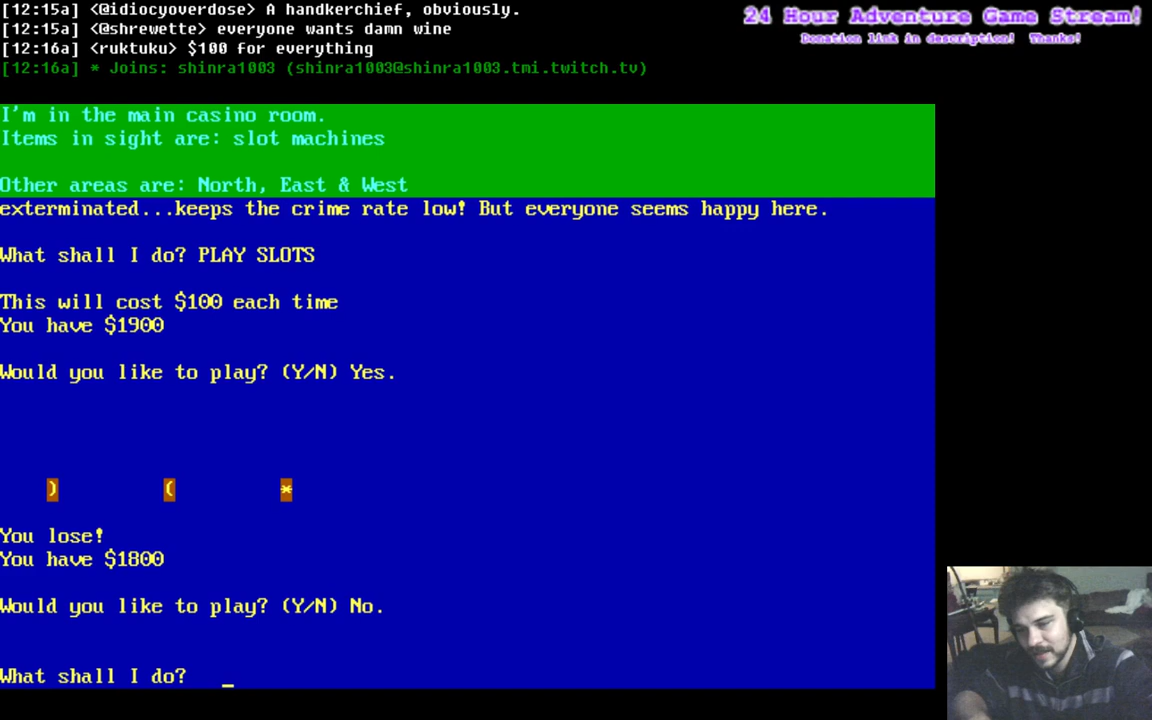 [12:15a] <@idiocyoverdose> A handkerchief, obviously.
[12:15a] <@shrewette> everyone wants damn wine
[12:16a] <ruktuku> $100 for everything
[12:16a] * Joins: shinra1003 (shinra1003@shinra1003.tmi.twitch.tv)
24 Hour Adventure Game Stream!
Donation link in description! Thanks!
I'm in the main casino room.
Items in sight are: slot machines
Other areas are: North, East & West
exterminated...keeps the crime rate low! But everyone seems happy here.
What shall I do? PLAY SLOTS
This will cost $100 each time
You have $1900
Would you like to play? (Y/N) Yes.
) ( *
You lose!
You have $1800
Would you like to play? (Y/N) No.
What shall I do? _